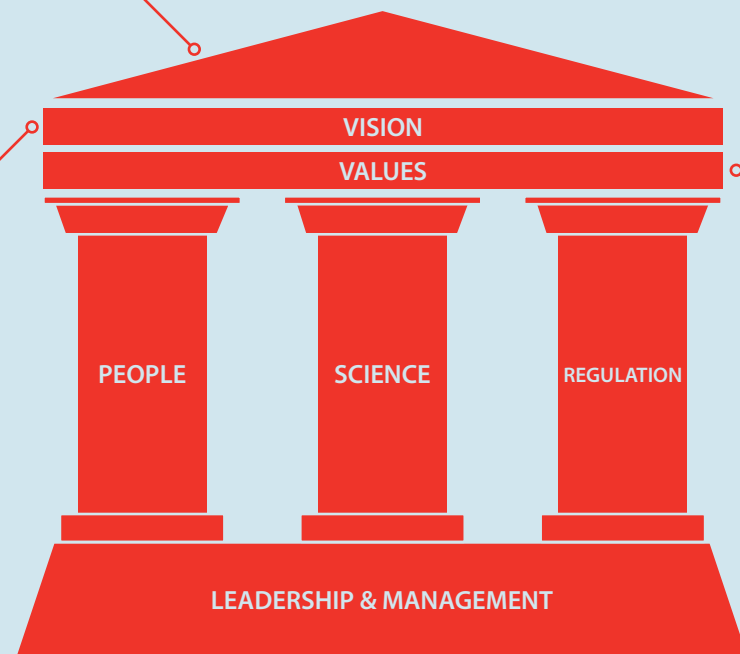 VISION
VALUES
PEOPLE
SCIENCE
REGULATION
LEADERSHIP & MANAGEMENT